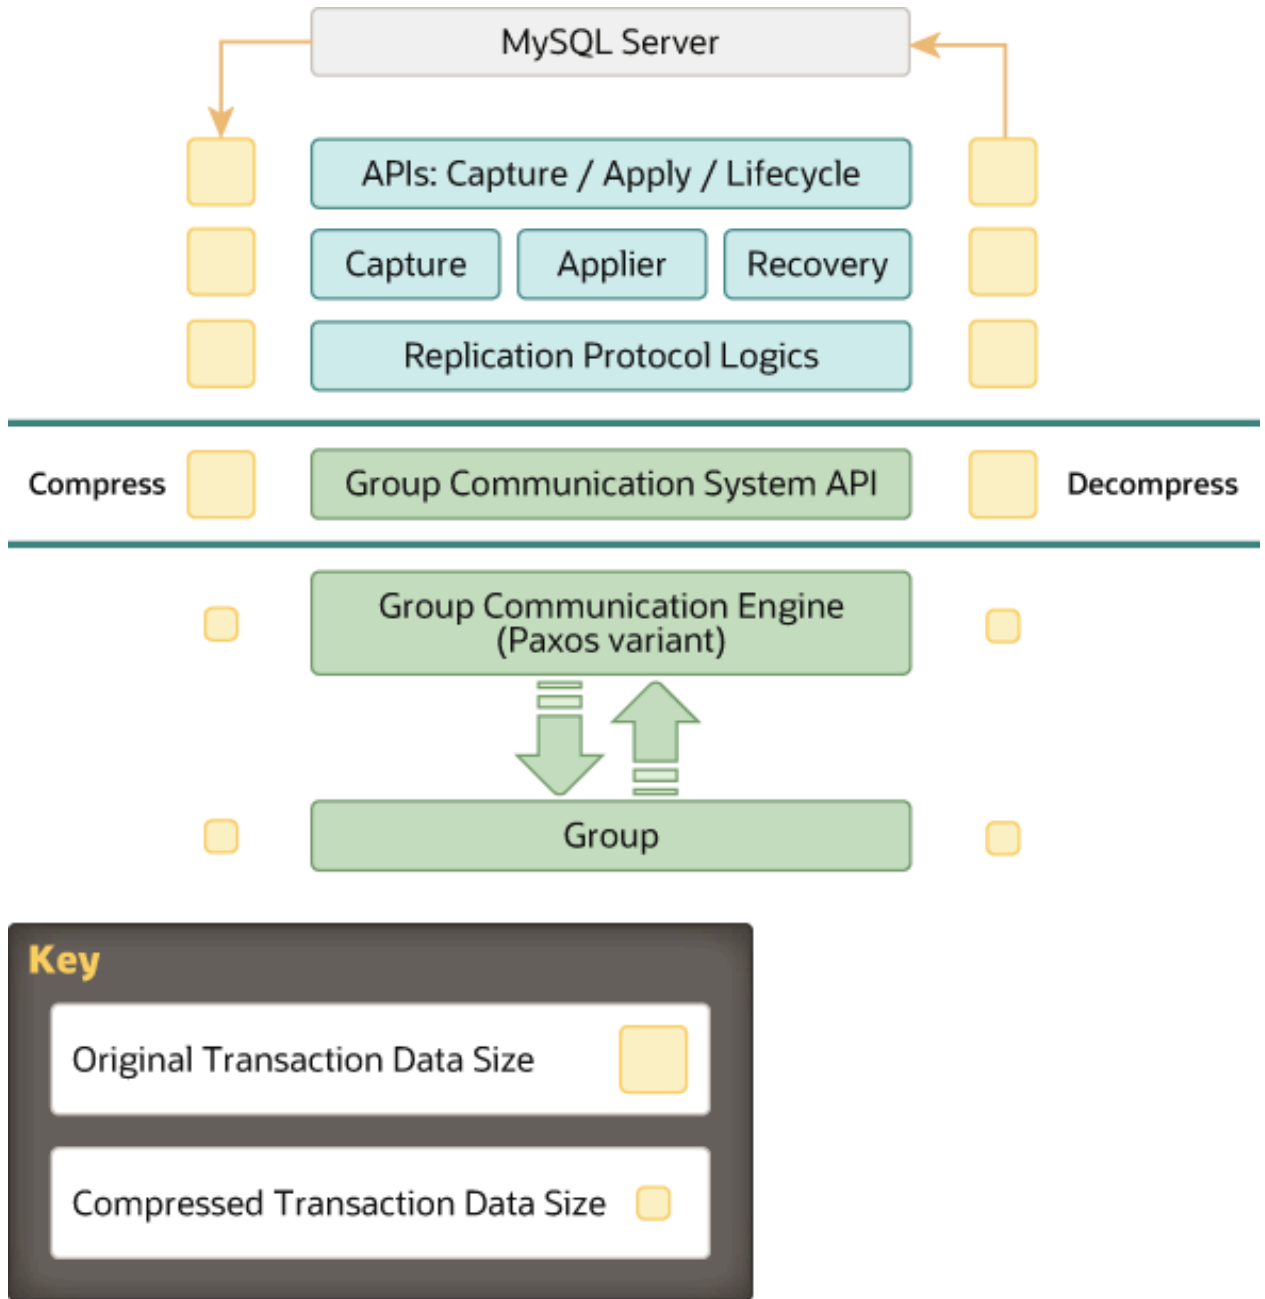 MySQL Server
APIs: Capture / Apply / Lifecycle
Capture
Applier
Recovery
Replication Protocol Logics
Compress
Group Communication System API
Decompress
Group Communication Engine
(Paxos variant)
Group
Key
Original Transaction Data Size
Compressed Transaction Data Size